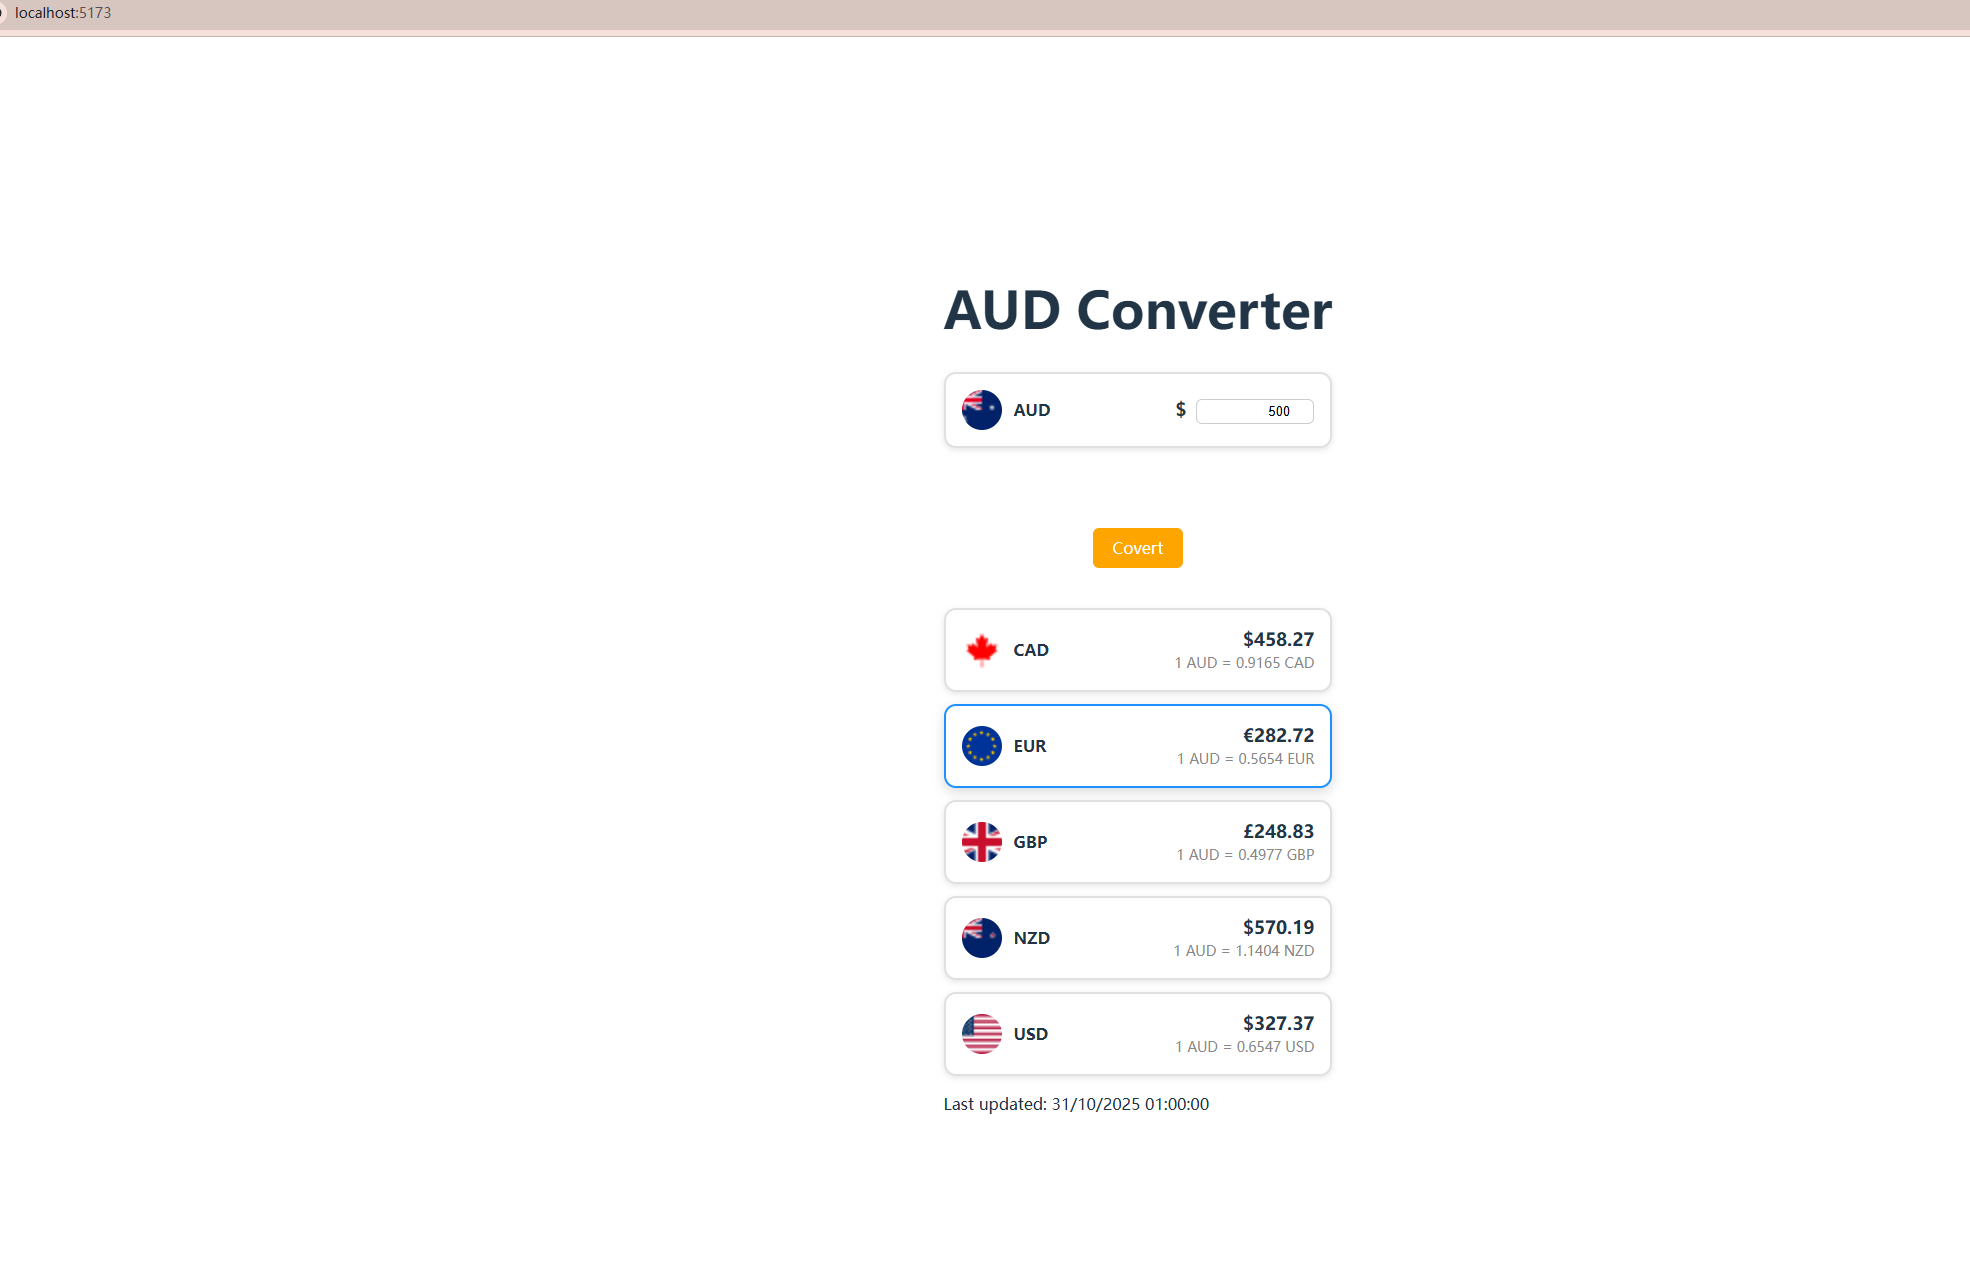 localhost:5173
AUD Converter
AUD
$ 500
Covert
CAD
$458.27
1 AUD = 0.9165 CAD
EUR
€282.72
1 AUD = 0.5654 EUR
GBP
£248.83
1 AUD = 0.4977 GBP
NZD
$570.19
1 AUD = 1.1404 NZD
USD
$327.37
1 AUD = 0.6547 USD
Last updated: 31/10/2025 01:00:00